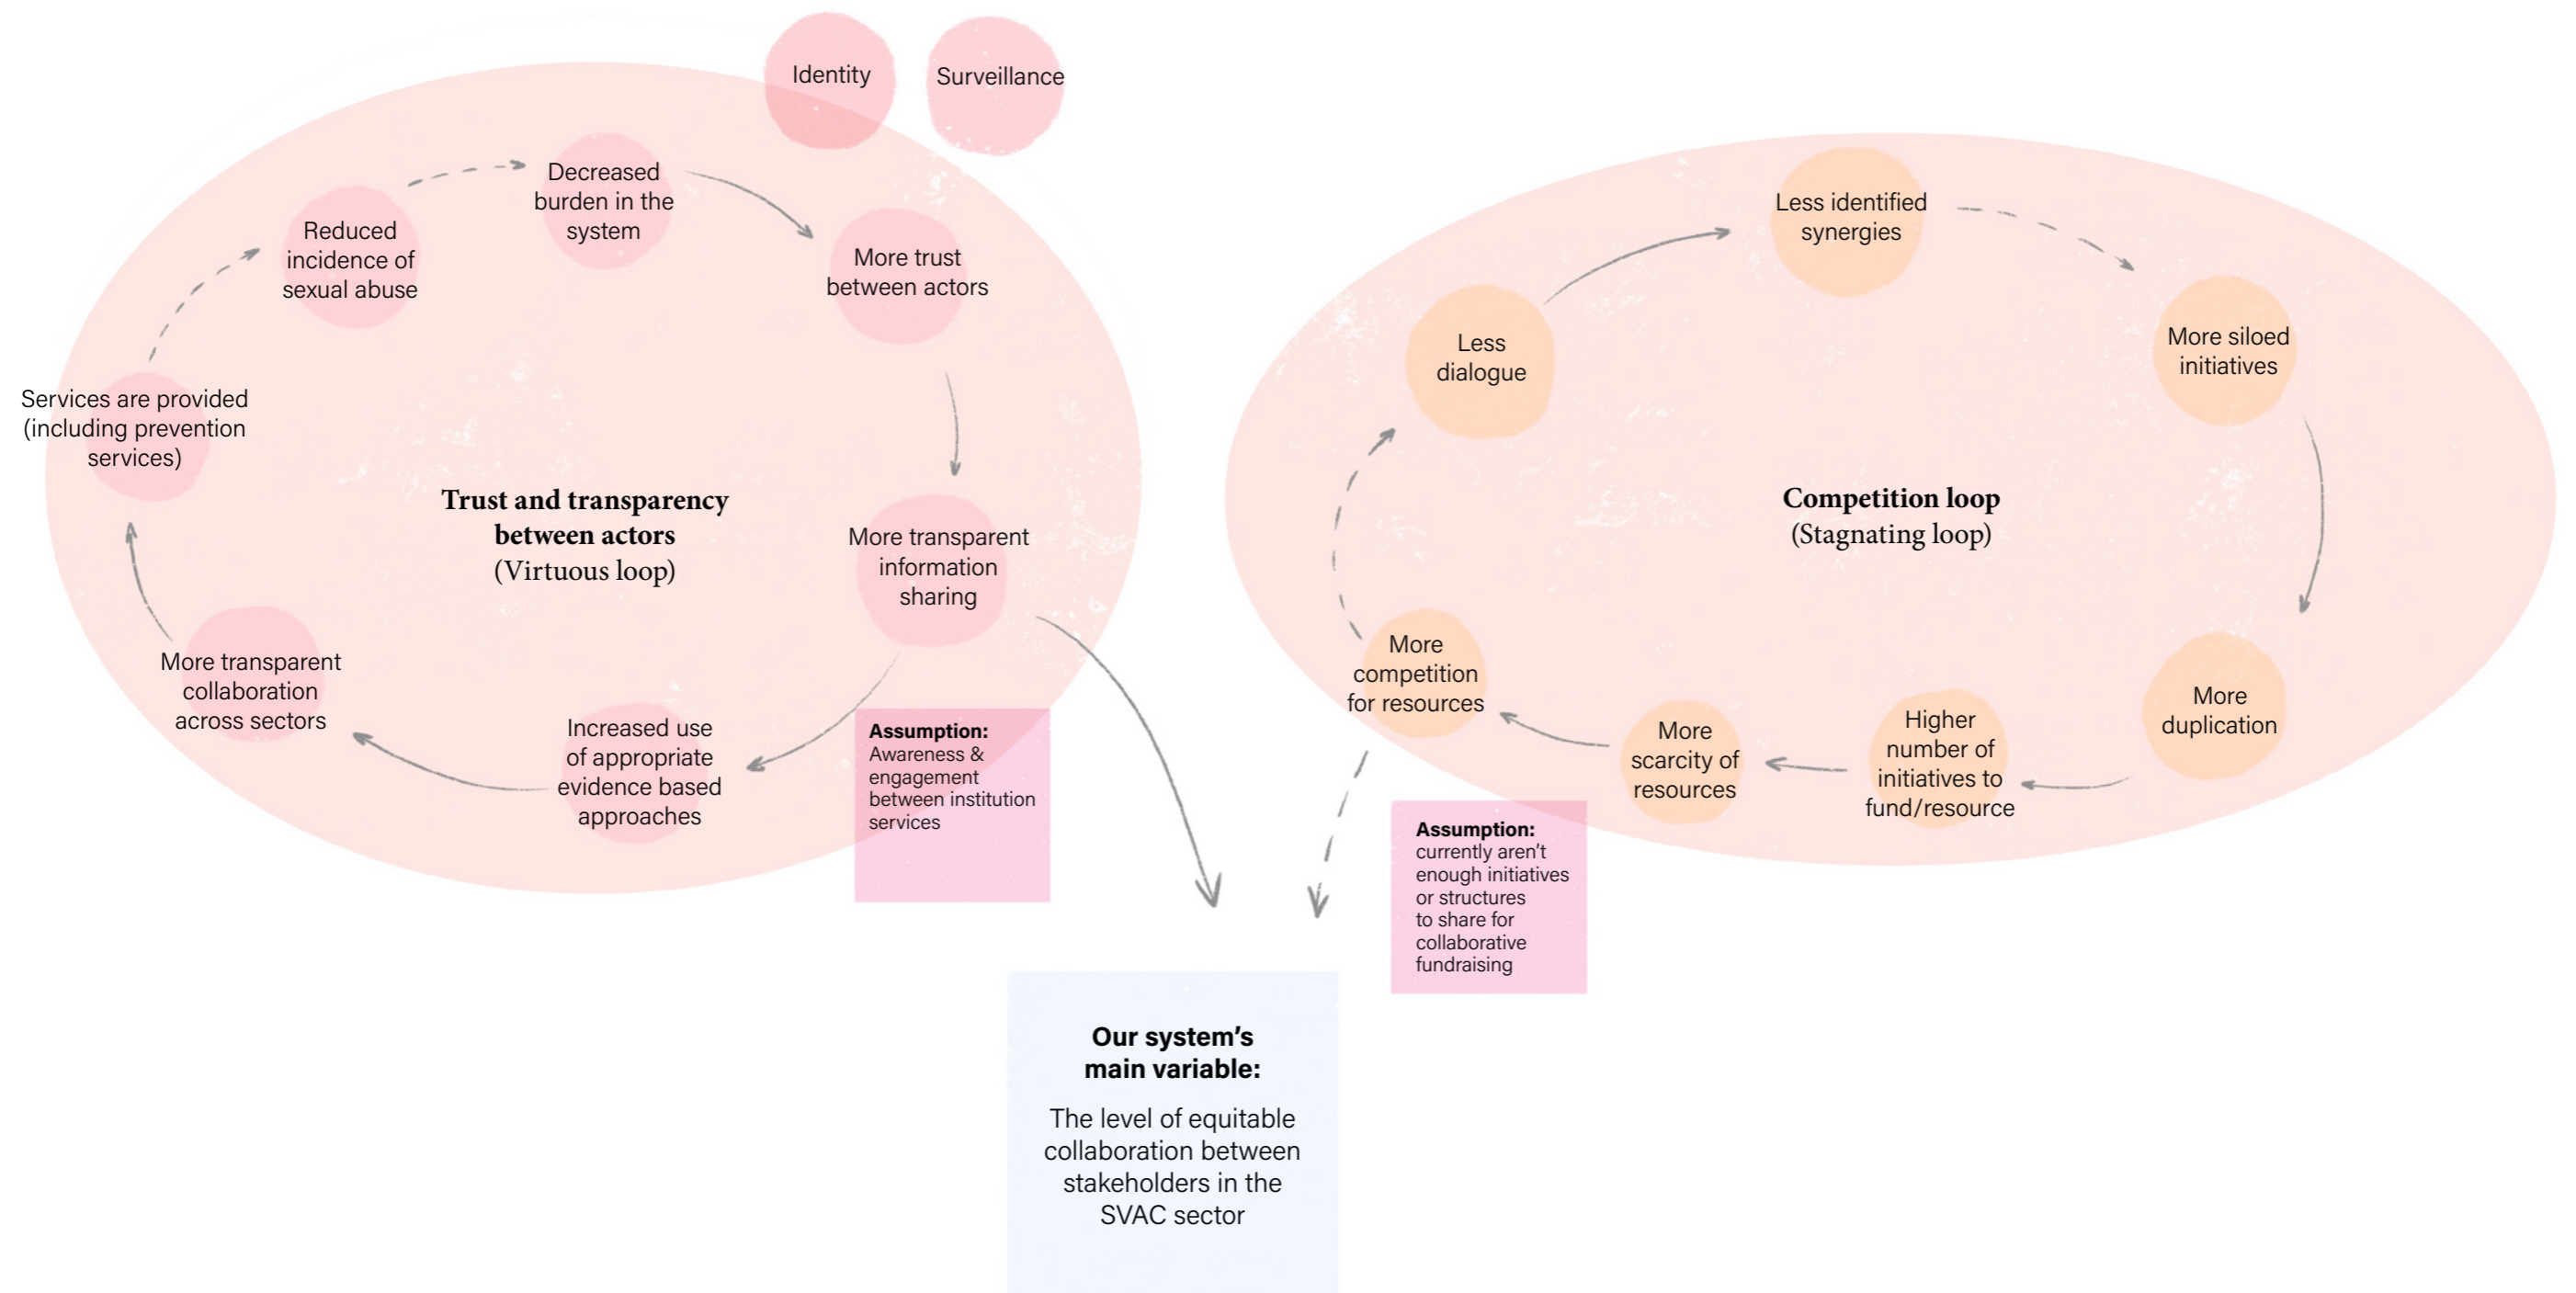 Identity
Surveillance
Decreased
burden in the
system
Reduced
incidence of
sexual abuse
More trust
between actors
Services are provided
(including prevention
services)
Trust and transparency
between actors
(Virtuous loop)
More transparent
information
sharing
More transparent
collaboration
across sectors
Increased use
of appropriate
evidence based
approaches
Assumption:
Awareness &
engagement
between institution
services
Less identified
synergies
Less
dialogue
More siloed
initiatives
Competition loop
(Stagnating loop)
More
competition
for resources
More
scarcity of
resources
Higher
number of
initiatives to
fund/resource
More
duplication
Assumption:
currently aren’t
enough initiatives
or structures
to share for
collaborative
fundraising
Our system’s
main variable:
The level of equitable
collaboration between
stakeholders in the
SVAC sector